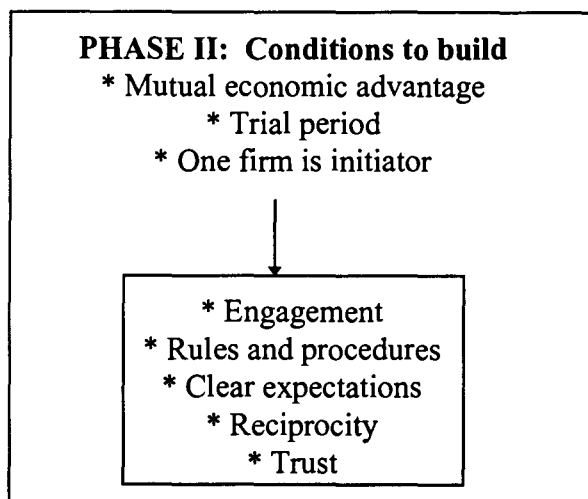 PHASE II: Conditions to build
* Mutual economic advantage
* Trial period
* One firm is initiator
* Engagement
* Rules and procedures
* Clear expectations
* Reciprocity
* Trust